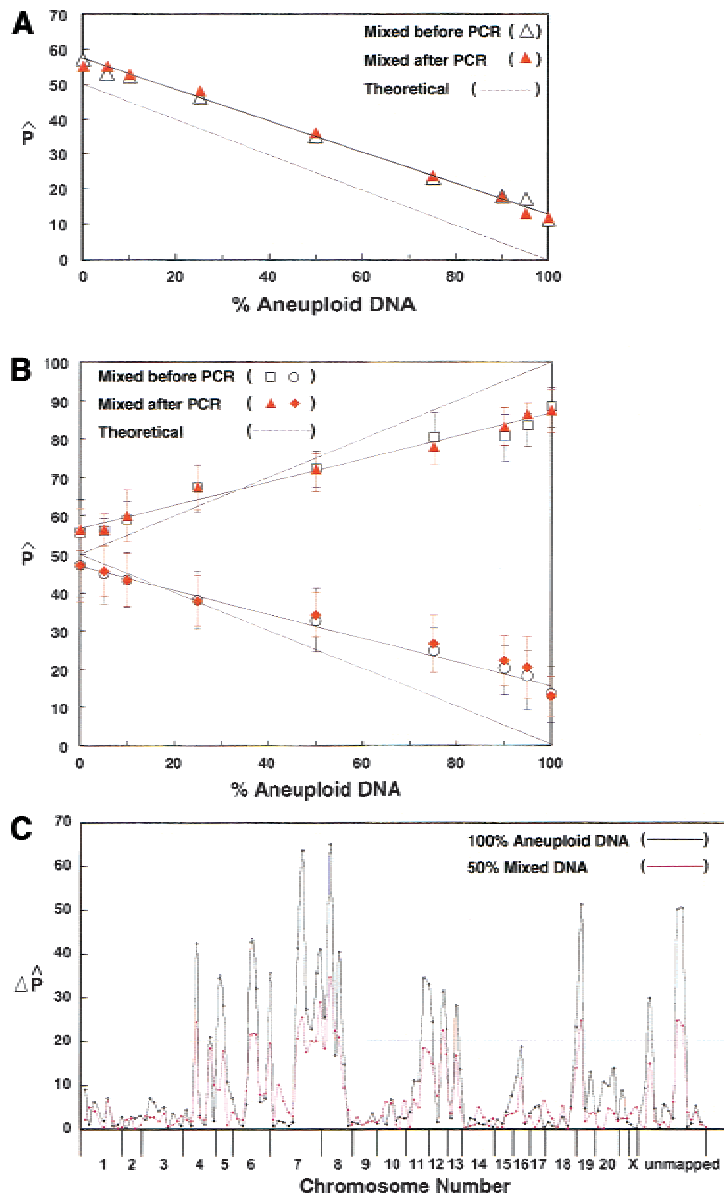 A
70
60
50
40
30
20
10
0
^
P
Mixed before PCR ( △ )
Mixed after PCR ( ▲ )
Theoretical ( )
0 20 40 60 80 100
% Aneuploid DNA
B
100
90
80
70
60
50
40
30
20
10
0
^
P
Mixed before PCR ( □ ○ )
Mixed after PCR ( ▲ ◆ )
Theoretical ( )
0 20 40 60 80 100
% Aneuploid DNA
C
70
60
50
40
30
20
10
0
△ P̂
100% Aneuploid DNA ( )
50% Mixed DNA ( )
1 2 3 4 5 6 7 8 9 10 11 12 13 14 15 16 17 18 19 20 X unmapped
Chromosome Number